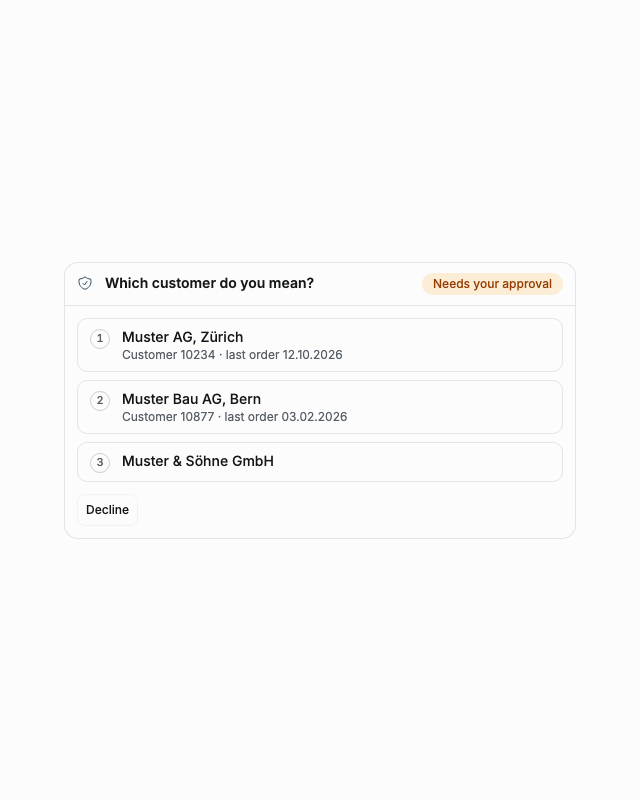 Which customer do you mean?
Needs your approval
1
Muster AG, Zürich
Customer 10234 · last order 12.10.2026
2
Muster Bau AG, Bern
Customer 10877 · last order 03.02.2026
3
Muster & Söhne GmbH
Decline